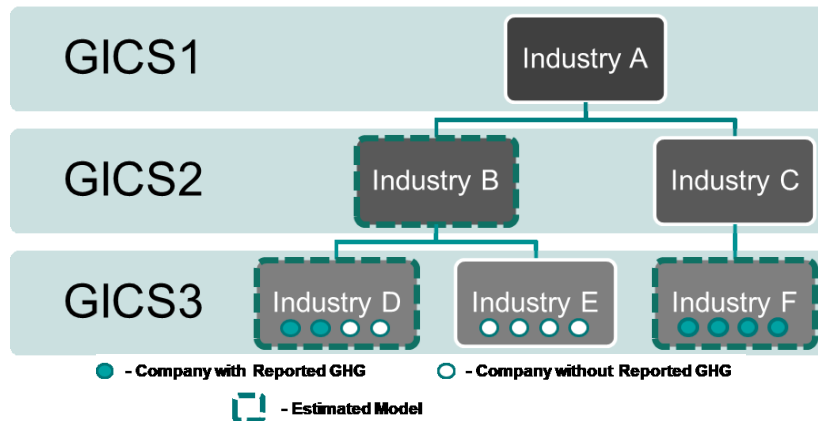 GICS1
Industry A
GICS2
Industry B
Industry C
GICS3
Industry D
Industry E
Industry F
- Company with Reported GHG
- Company without Reported GHG
- Estimated Model